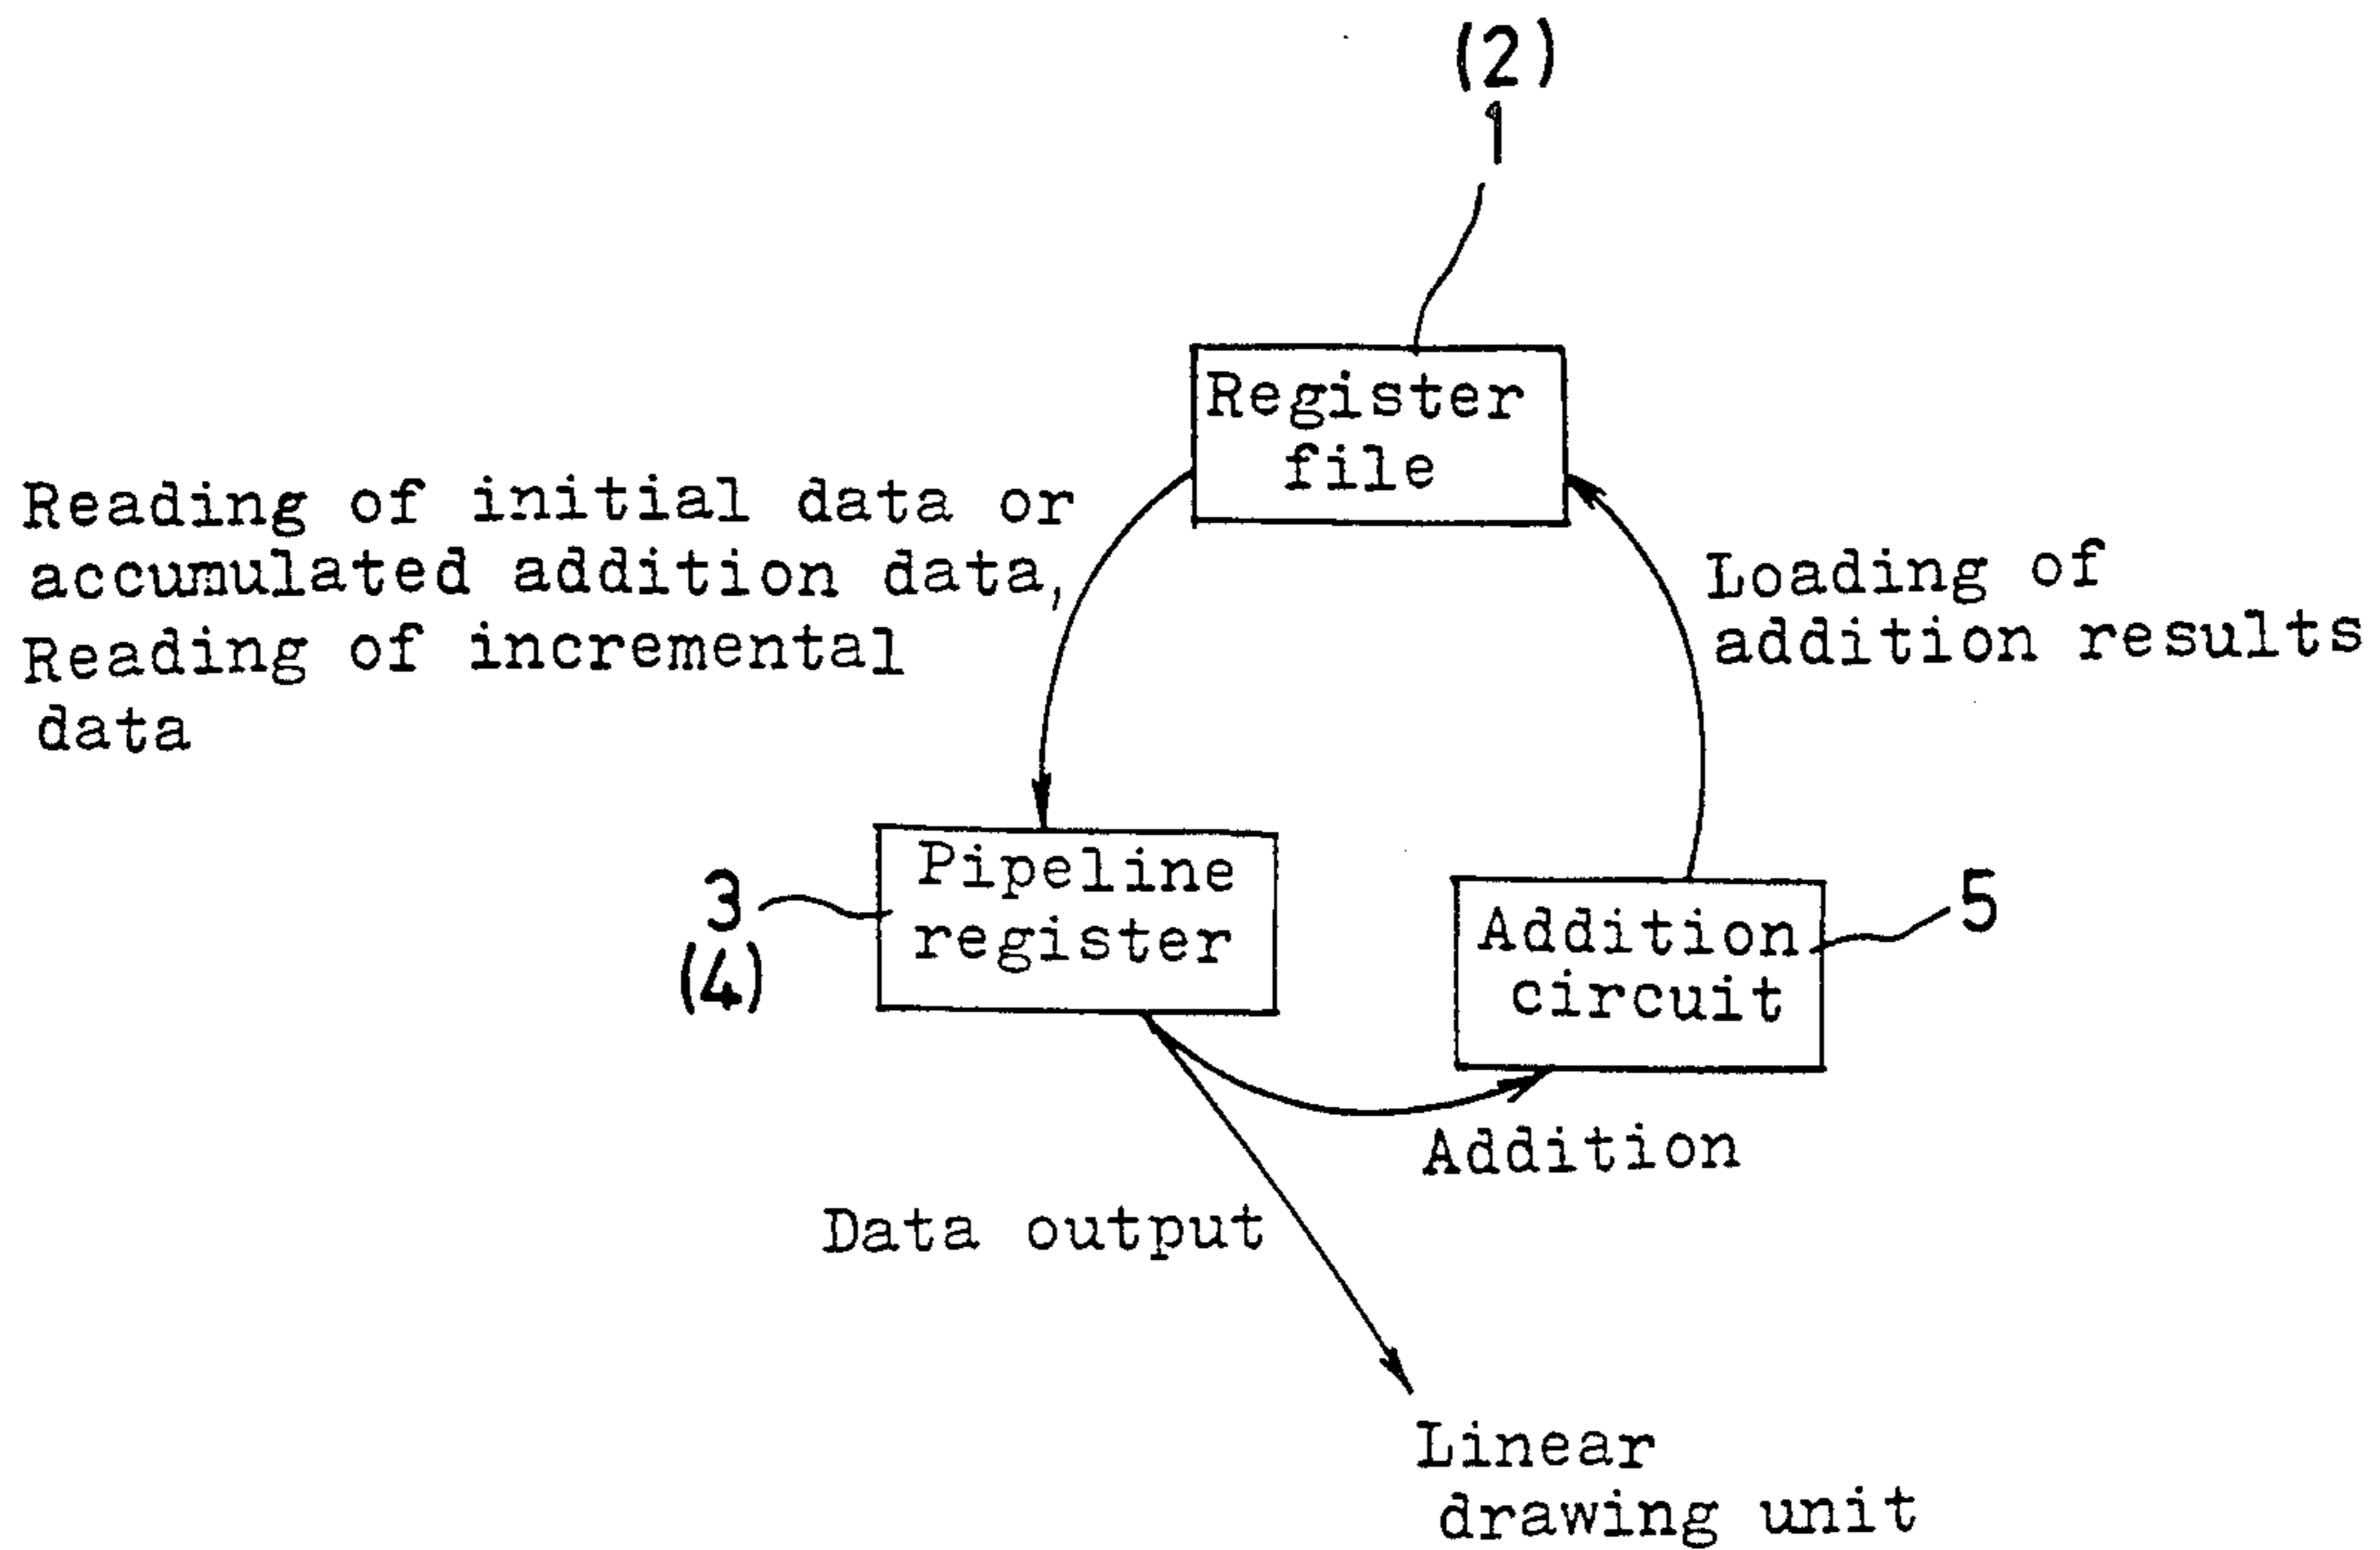 (2)
1
Register
file
Reading of initial data or
accumulated addition data,
Reading of incremental
data
Loading of
addition results
3
(4)
Pipeline
register
Addition
circuit
5
Addition
Data output
Linear
drawing unit